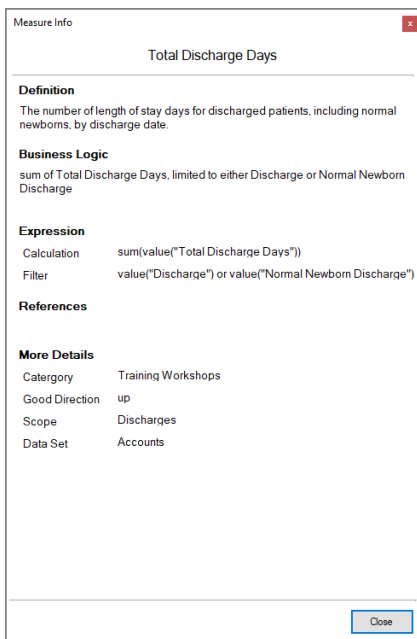 Measure Info
x
Total Discharge Days
Definition
The number of length of stay days for discharged patients, including normal
newborns, by discharge date.
Business Logic
sum of Total Discharge Days, limited to either Discharge or Normal Newborn
Discharge
Expression
Calculation sum(value("Total Discharge Days"))
Filter value("Discharge") or value("Normal Newborn Discharge")
References
More Details
Catergory Training Workshops
Good Direction up
Scope Discharges
Data Set Accounts
Close